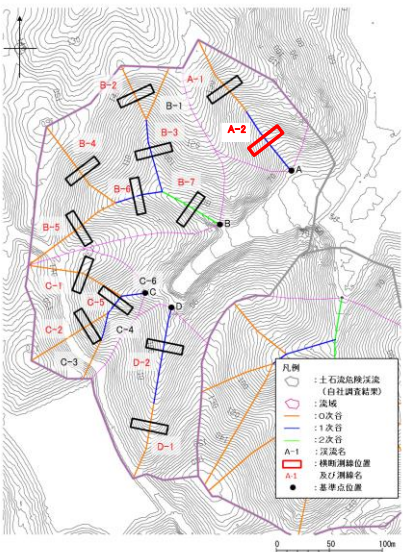 B-2
A-1
B-1
A-2
B-3
B-4
A
B-6
B-7
B-5
B
C-1
C-6
C
C-5
D
C-2
C-4
C-3
D-2
D-1
70
凡例
:土石流危険渓流
(自社調査結果)
:流域
:0次谷
:1次谷
:2次谷
A-1 :渓流名
:横断測線位置
A-1 及び測線名
:基準点位置
0 50 100m